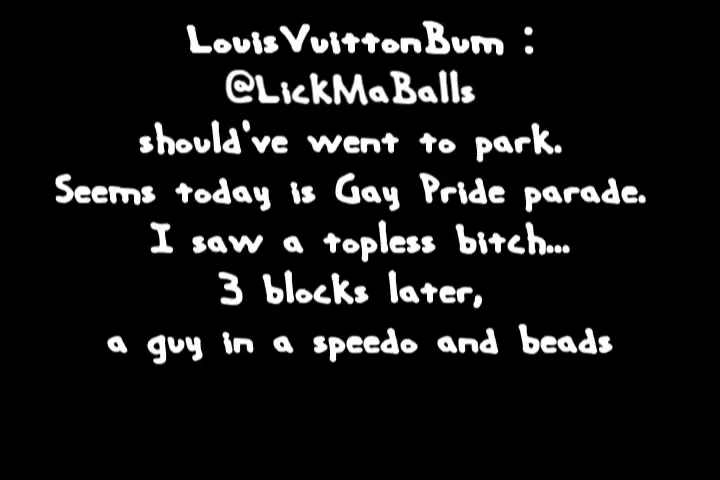 LouisVuittonBum :
@LickMaBalls
should've went to park.
Seems today is Gay Pride parade.
I saw a topless bitch...
3 blocks later,
a guy in a speedo and beads